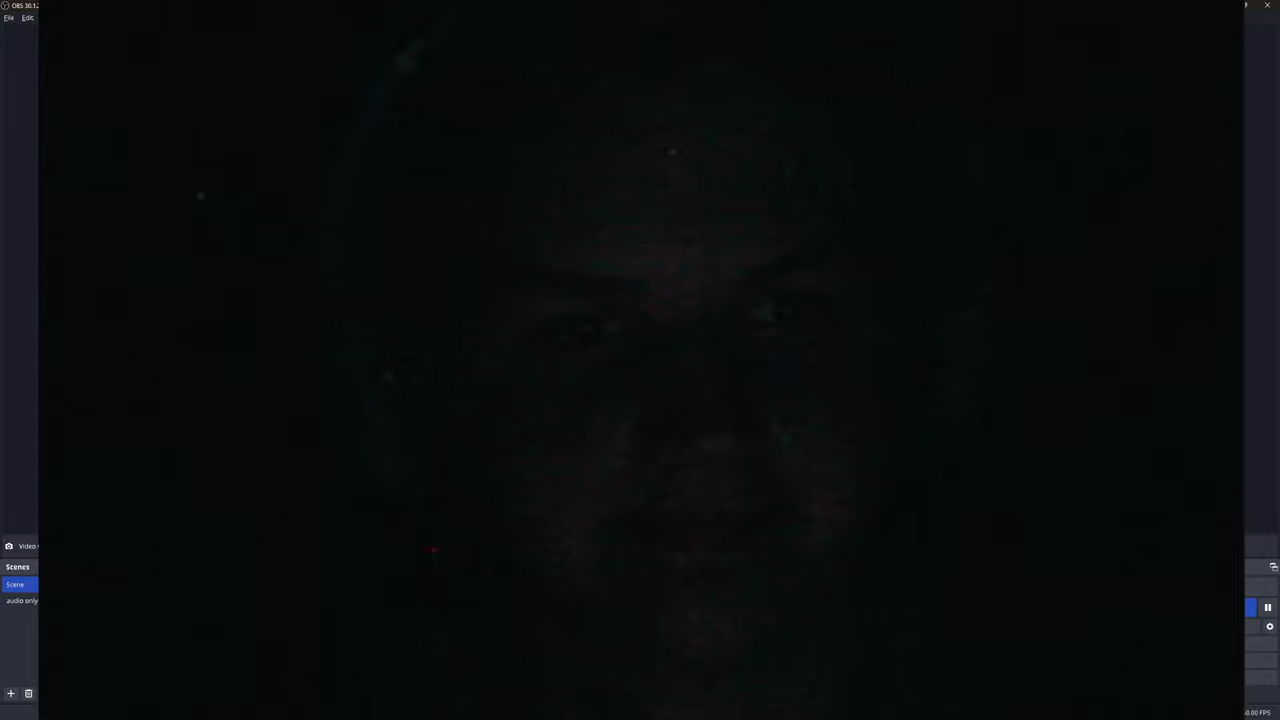 OBS 30.1.2
File Edit
Video
Scenes
Scene
audio only
0.00 FPS